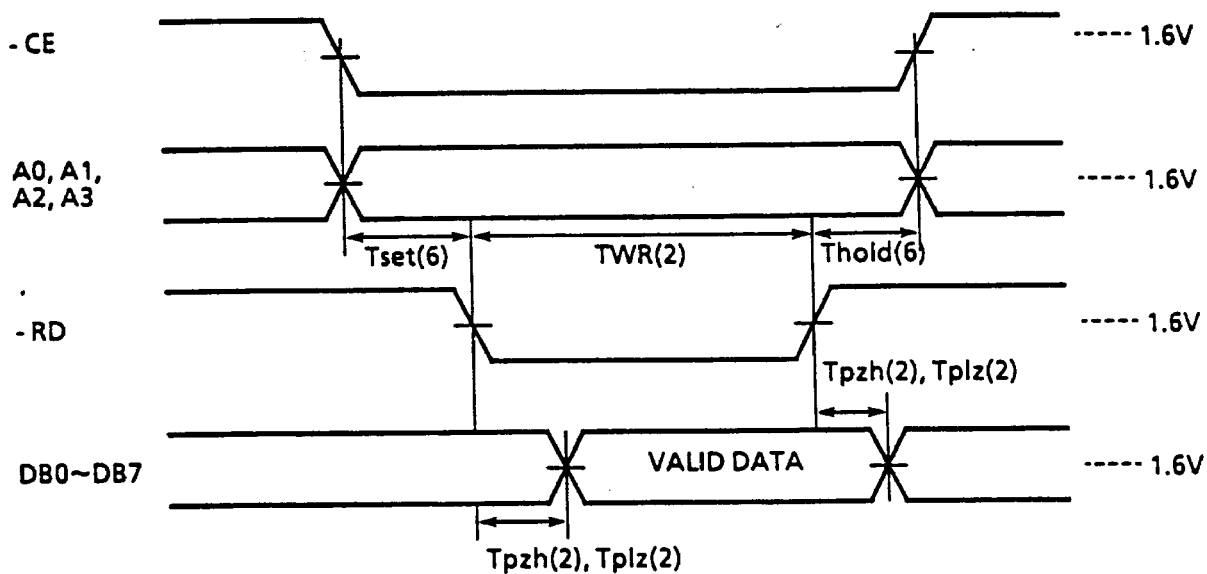 - CE
----- 1.6V
A0, A1,
A2, A3
----- 1.6V
Tset(6)
TWR(2)
Thold(6)
- RD
----- 1.6V
Tpzh(2), Tplz(2)
DB0~DB7
VALID DATA
----- 1.6V
Tpzh(2), Tplz(2)